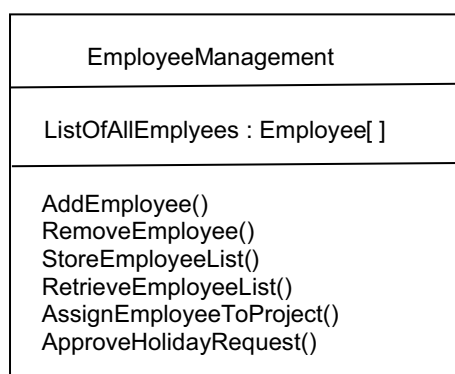 EmployeeManagement
ListOfAllEmplyees : Employee[ ]
AddEmployee()
RemoveEmployee()
StoreEmployeeList()
RetrieveEmployeeList()
AssignEmployeeToProject()
ApproveHolidayRequest()